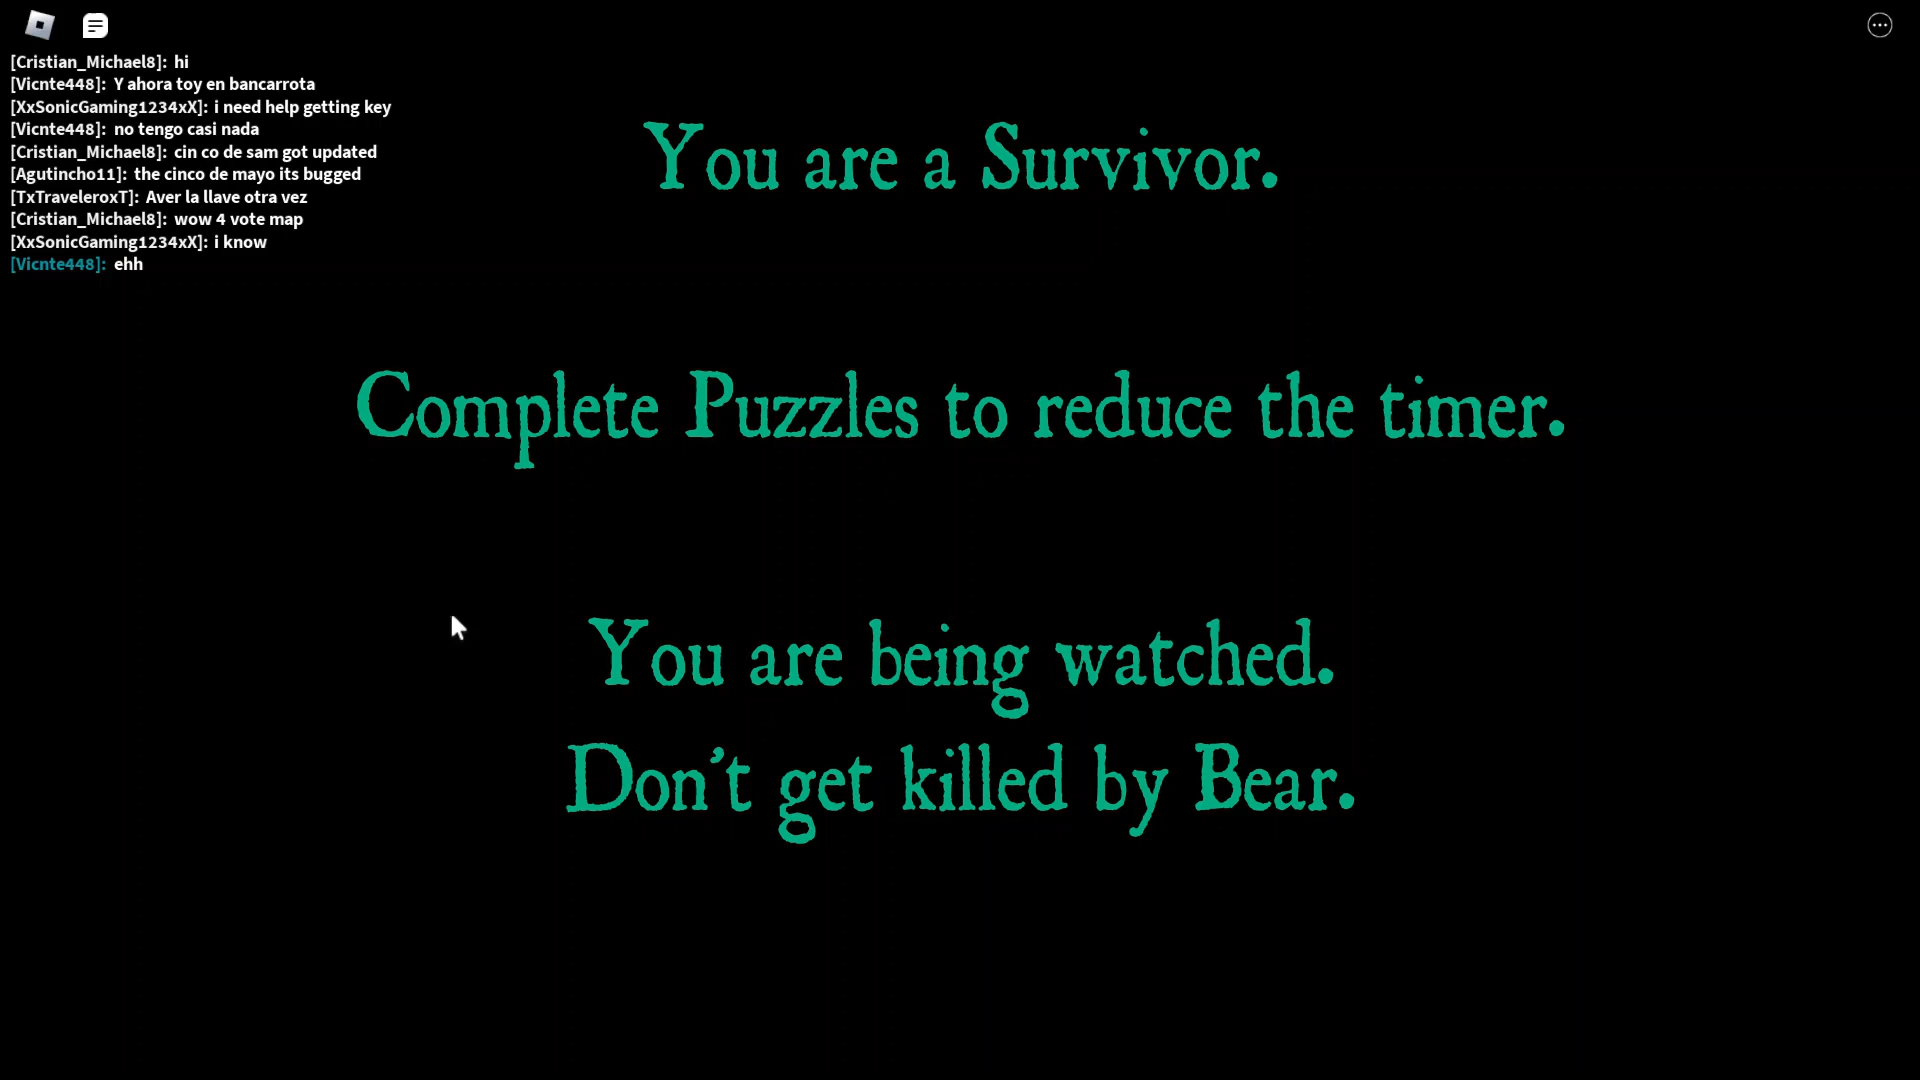 [Cristian_Michael8]: hi
[Vicnte448]: Y ahora toy en bancarrota
[XxSonicGaming1234xX]: i need help getting key
[Vicnte448]: no tengo casi nada
[Cristian_Michael8]: cin co de sam got updated
[Agutincho11]: the cinco de mayo its bugged
[TxTraveleroxT]: Aver la llave otra vez
[Cristian_Michael8]: wow 4 vote map
[XxSonicGaming1234xX]: i know
[Vicnte448]: ehh
You are a Survivor.
Complete Puzzles to reduce the timer.
You are being watched.
Don't get killed by Bear.